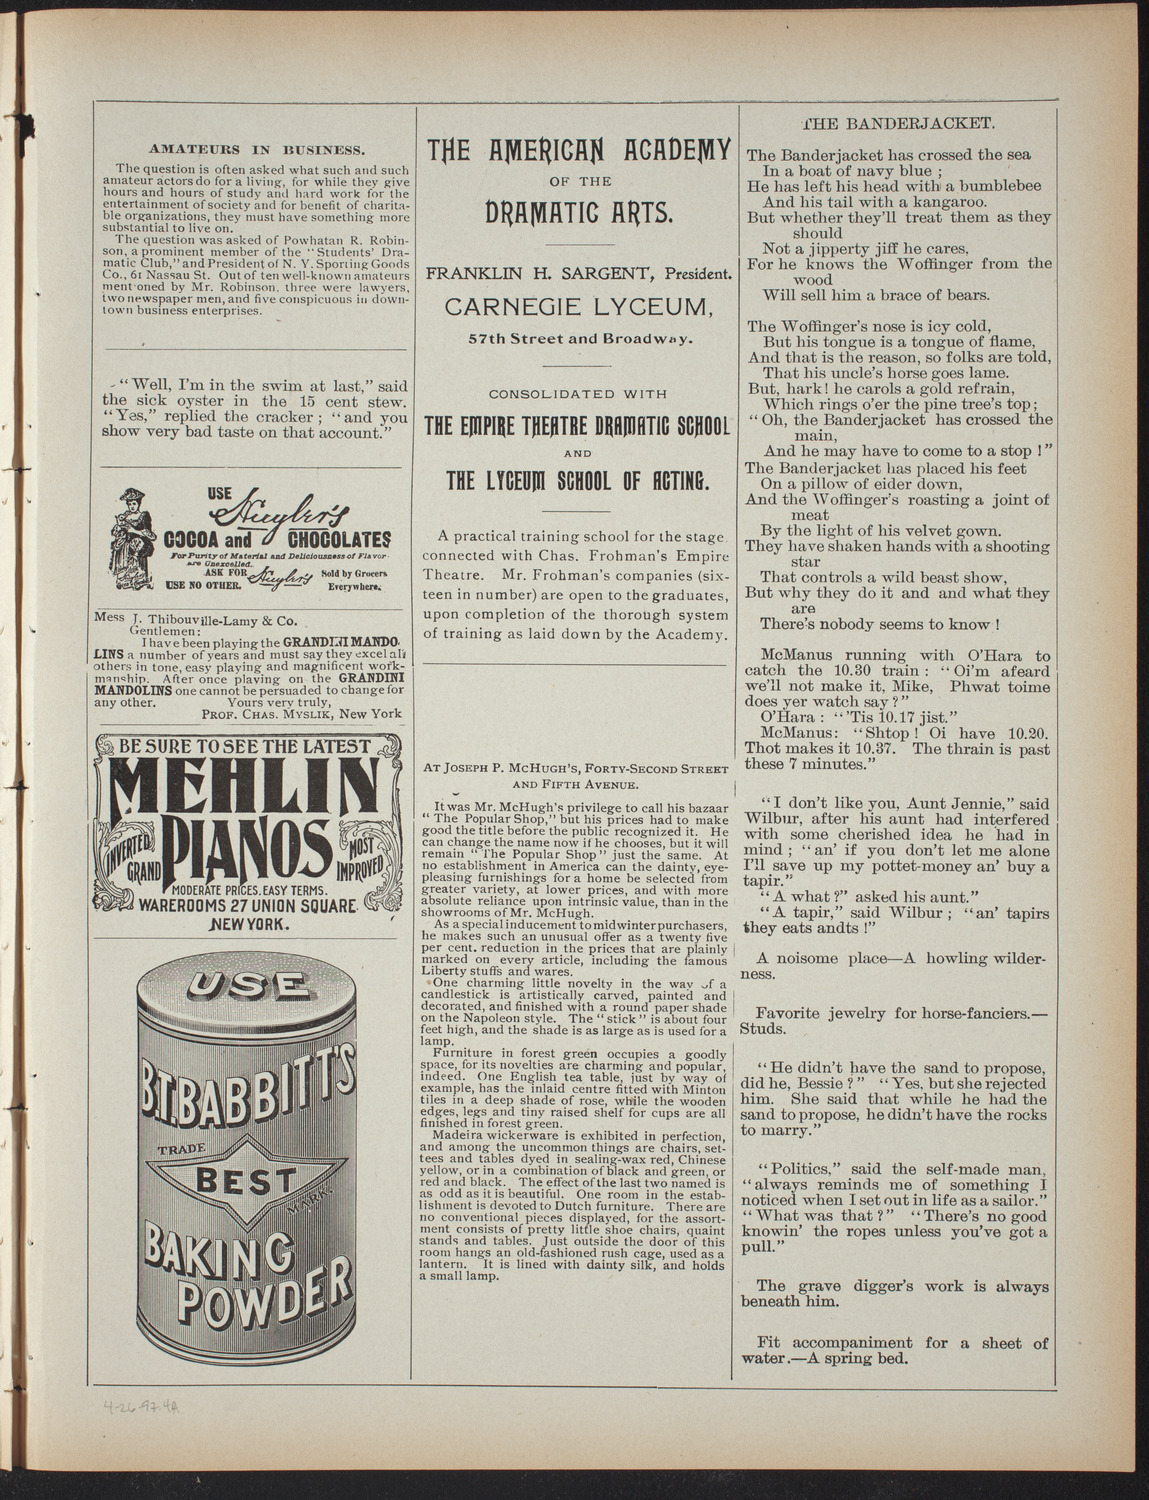 AMATEURS IN BUSINESS.
The question is often asked what such and such
amateur actors do for a living, for while they give
hours and hours of study and hard work for the
entertainment of society and for benefit of charita-
ble organizations, they must have something more
substantial to live on.
The question was asked of Powhatan R. Robin-
son, a prominent member of the "Students' Dra-
matic Club," and President of N. Y. Sporting Goods
Co., 61 Nassau St. Out of ten well-known amateurs
mentioned by Mr. Robinson, three were lawyers,
two newspaper men, and five conspicuous in down-
town business enterprises.
"Well, I'm in the swim at last," said
the sick oyster in the 15 cent stew.
"Yes," replied the cracker; "and you
show very bad taste on that account."
USE Huyler's
COCOA and CHOCOLATES
For Purity of Material and Deliciousness of Flavor
are Unexcelled.
ASK FOR Huyler's Sold by Grocers
USE NO OTHER. Everywhere.
Mess J. Thibouville-Lamy & Co.
Gentlemen:
I have been playing the GRANDINI MANDO-
LINS a number of years and must say they excel all
others in tone, easy playing and magnificent work-
manship. After once playing on the GRANDINI
MANDOLINS one cannot be persuaded to change for
any other. Yours very truly,
PROF. CHAS. MYSLIK, New York
BE SURE TO SEE THE LATEST
MEHLIN
PIANOS
INVERTED
GRAND
MOST
IMPROVED
MODERATE PRICES. EASY TERMS.
WAREROOMS 27 UNION SQUARE
NEW YORK.
USE
B.T. BABBITT'S
TRADE
BEST
MARK.
BAKING
POWDER
4-26-97.4A
THE AMERICAN ACADEMY
OF THE
DRAMATIC ARTS.
FRANKLIN H. SARGENT, President.
CARNEGIE LYCEUM,
57th Street and Broadway.
CONSOLIDATED WITH
THE EMPIRE THEATRE DRAMATIC SCHOOL
AND
THE LYCEUM SCHOOL OF ACTING.
A practical training school for the stage
connected with Chas. Frohman's Empire
Theatre. Mr. Frohman's companies (six-
teen in number) are open to the graduates,
upon completion of the thorough system
of training as laid down by the Academy.
AT JOSEPH P. MCHUGH'S, FORTY-SECOND STREET
AND FIFTH AVENUE.
It was Mr. McHugh's privilege to call his bazaar
"The Popular Shop," but his prices had to make
good the title before the public recognized it. He
can change the name now if he chooses, but it will
remain "The Popular Shop" just the same. At
no establishment in America can the dainty, eye-
pleasing furnishings for a home be selected from
greater variety, at lower prices, and with more
absolute reliance upon intrinsic value, than in the
showrooms of Mr. McHugh.
As a special inducement to midwinter purchasers,
he makes such an unusual offer as a twenty five
per cent. reduction in the prices that are plainly
marked on every article, including the famous
Liberty stuffs and wares.
One charming little novelty in the way of a
candlestick is artistically carved, painted and
decorated, and finished with a round paper shade
on the Napoleon style. The "stick" is about four
feet high, and the shade is as large as is used for a
lamp.
Furniture in forest green occupies a goodly
space, for its novelties are charming and popular,
indeed. One English tea table, just by way of
example, has the inlaid centre fitted with Minton
tiles in a deep shade of rose, while the wooden
edges, legs and tiny raised shelf for cups are all
finished in forest green.
Madeira wickerware is exhibited in perfection,
and among the uncommon things are chairs, set-
tees and tables dyed in sealing-wax red, Chinese
yellow, or in a combination of black and green, or
red and black. The effect of the last two named is
as odd as it is beautiful. One room in the estab-
lishment is devoted to Dutch furniture. There are
no conventional pieces displayed, for the assort-
ment consists of pretty little shoe chairs, quaint
stands and tables. Just outside the door of this
room hangs an old-fashioned rush cage, used as a
lantern. It is lined with dainty silk, and holds
a small lamp.
THE BANDERJACKET.
The Banderjacket has crossed the sea
In a boat of navy blue;
He has left his head with a bumblebee
And his tail with a kangaroo.
But whether they'll treat them as they
should
Not a jipperty jiff he cares.
For he knows the Woffinger from the
wood
Will sell him a brace of bears.
The Woffinger's nose is icy cold,
But his tongue is a tongue of flame,
And that is the reason, so folks are told,
That his uncle's horse goes lame.
But, hark! he carols a gold refrain,
Which rings o'er the pine tree's top;
"Oh, the Banderjacket has crossed the
main,
And he may have to come to a stop!"
The Banderjacket has placed his feet
On a pillow of eider down,
And the Woffinger's roasting a joint of
meat
By the light of his velvet gown.
They have shaken hands with a shooting
star
That controls a wild beast show,
But why they do it and and what they
are
There's nobody seems to know!
McManus running with O'Hara to
catch the 10.30 train: "Oi'm afeard
we'll not make it, Mike, Phwat toime
does yer watch say?"
O'Hara: "'Tis 10.17 jist."
McManus: "Shtop! Oi have 10.20.
Thot makes it 10.37. The thrain is past
these 7 minutes."
"I don't like you, Aunt Jennie," said
Wilbur, after his aunt had interfered
with some cherished idea he had in
mind; "an' if you don't let me alone
I'll save up my pottet-money an' buy a
tapir."
"A what?" asked his aunt."
"A tapir," said Wilbur; "an' tapirs
they eats andts!"
A noisome place—A howling wilder-
ness.
Favorite jewelry for horse-fanciers.—
Studs.
"He didn't have the sand to propose,
did he, Bessie?" "Yes, but she rejected
him. She said that while he had the
sand to propose, he didn't have the rocks
to marry."
"Politics," said the self-made man,
"always reminds me of something I
noticed when I set out in life as a sailor."
"What was that?" "There's no good
knowin' the ropes unless you've got a
pull."
The grave digger's work is always
beneath him.
Fit accompaniment for a sheet of
water.—A spring bed.